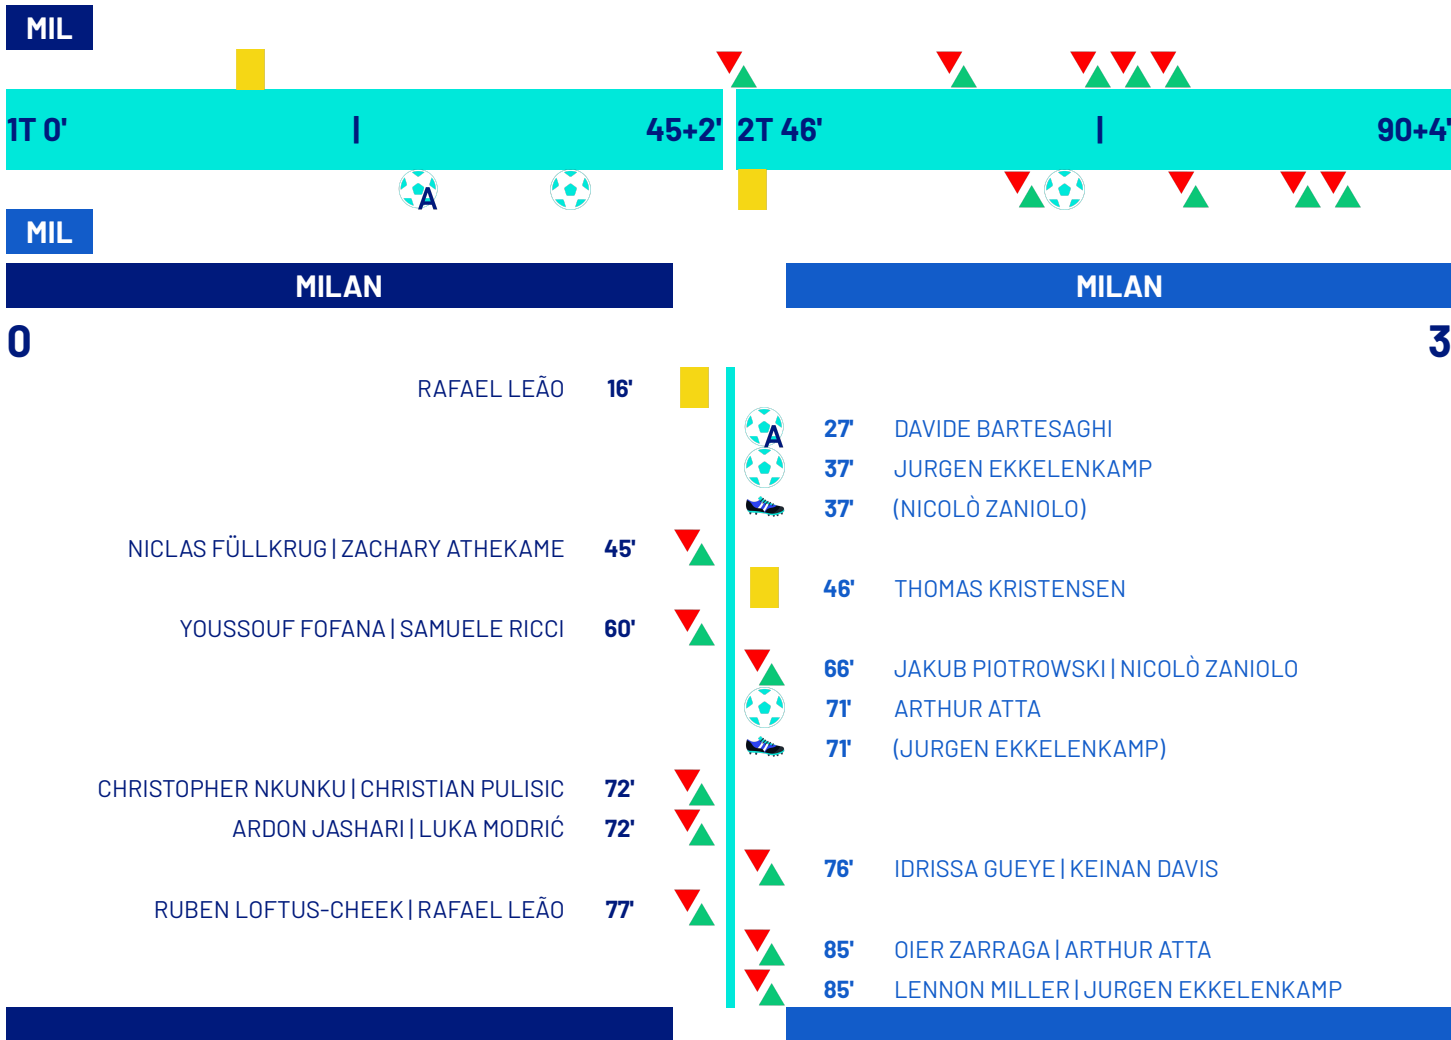 MIL
1T 0' | 45+2' 2T 46' | 90+4'
A
MIL
MILAN MILAN
0 3
RAFAEL LEÃO 16'
A 27' DAVIDE BARTESAGHI
37' JURGEN EKKELENKAMP
37' (NICOLÒ ZANIOLO)
NICLAS FÜLLKRUG | ZACHARY ATHEKAME 45'
46' THOMAS KRISTENSEN
YOUSSOUF FOFANA | SAMUELE RICCI 60'
66' JAKUB PIOTROWSKI | NICOLÒ ZANIOLO
71' ARTHUR ATTA
71' (JURGEN EKKELENKAMP)
CHRISTOPHER NKUNKU | CHRISTIAN PULISIC 72'
ARDON JASHARI | LUKA MODRIĆ 72'
76' IDRISSA GUEYE | KEINAN DAVIS
RUBEN LOFTUS-CHEEK | RAFAEL LEÃO 77'
85' OIER ZARRAGA | ARTHUR ATTA
85' LENNON MILLER | JURGEN EKKELENKAMP